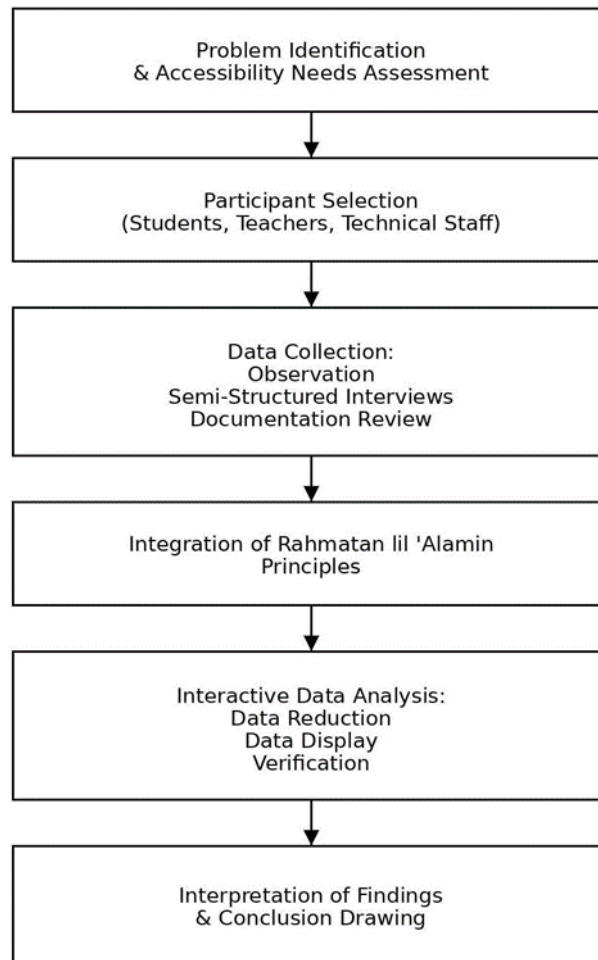 Problem Identification
& Accessibility Needs Assessment
Participant Selection
(Students, Teachers, Technical Staff)
Data Collection:
Observation
Semi-Structured Interviews
Documentation Review
Integration of Rahmatan lil 'Alamin
Principles
Interactive Data Analysis:
Data Reduction
Data Display
Verification
Interpretation of Findings
& Conclusion Drawing